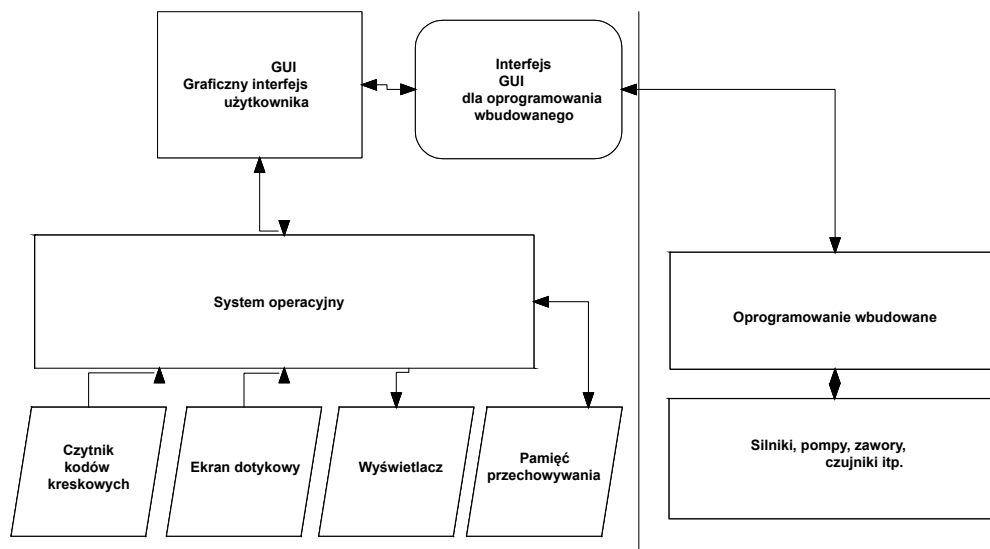 GUI
Graficzny interfejs
użytkownika
Interfejs
GUI
dla oprogramowania
wbudowanego
System operacyjny
Oprogramowanie wbudowane
Czytnik
kodów
kreskowych
Ekran dotykowy
Wyświetlacz
Pamięć
przechowywania
Silniki, pompy, zawory,
czujniki itp.